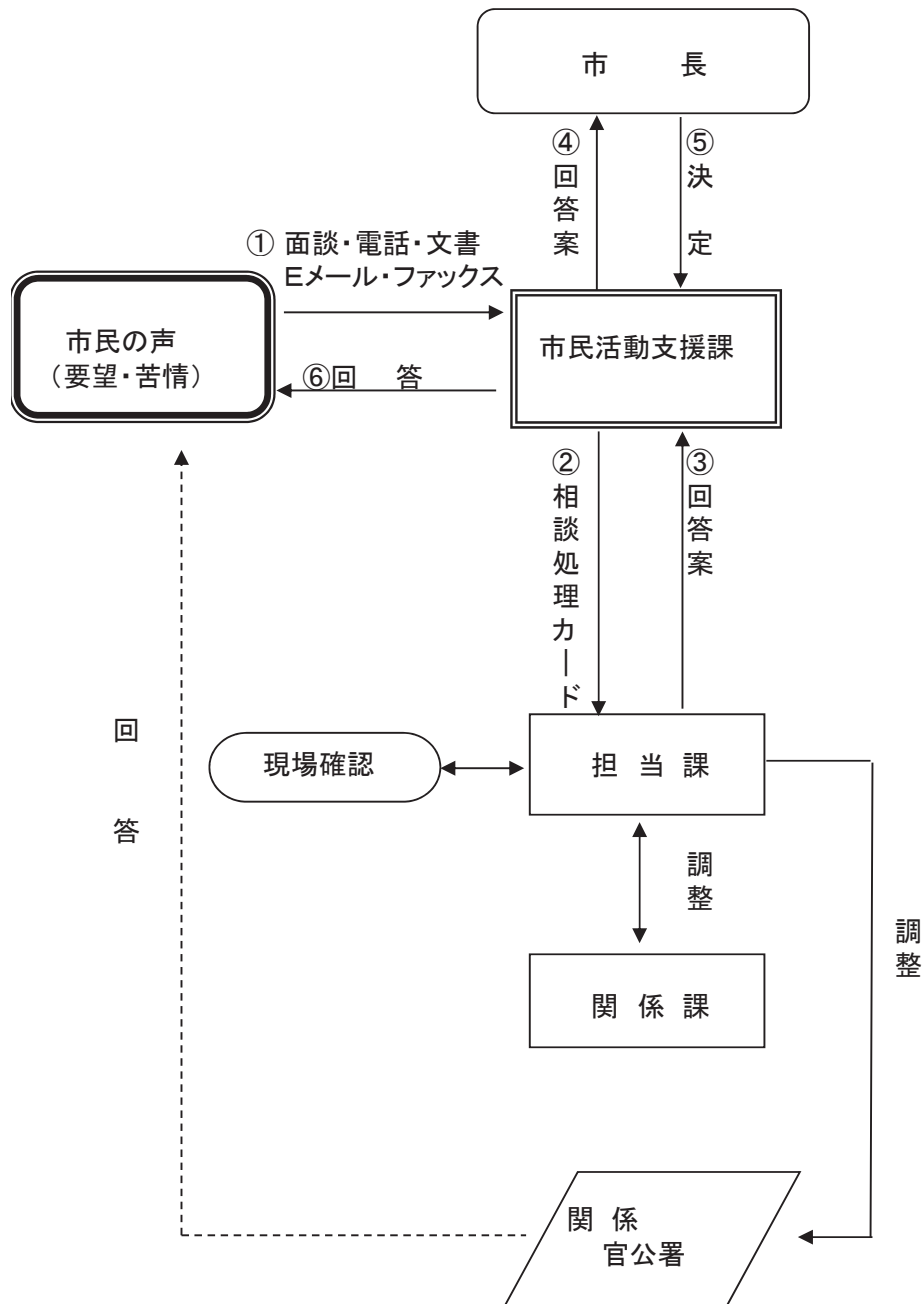 市 長
④回答案
⑤決 定
① 面談・電話・文書
Eメール・ファックス
市民の声
（要望・苦情）
市民活動支援課
⑥回 答
②相談処理カード
③回答案
回 答
現場確認
担 当 課
調整
調整
関 係 課
関 係
官公署